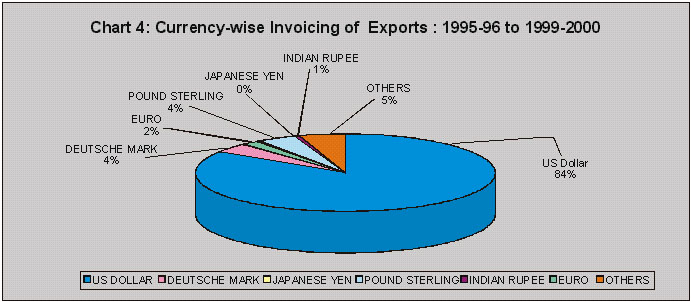 Chart 4: Currency-wise Invoicing of Exports : 1995-96 to 1999-2000
INDIAN RUPEE
1%
JAPANESE YEN
0%
OTHERS
5%
POUND STERLING
4%
EURO
2%
DEUTSCHE MARK
4%
US Dollar
84%
US DOLLAR DEUTSCHE MARK JAPANESE YEN POUND STERLING INDIAN RUPEE EURO OTHERS